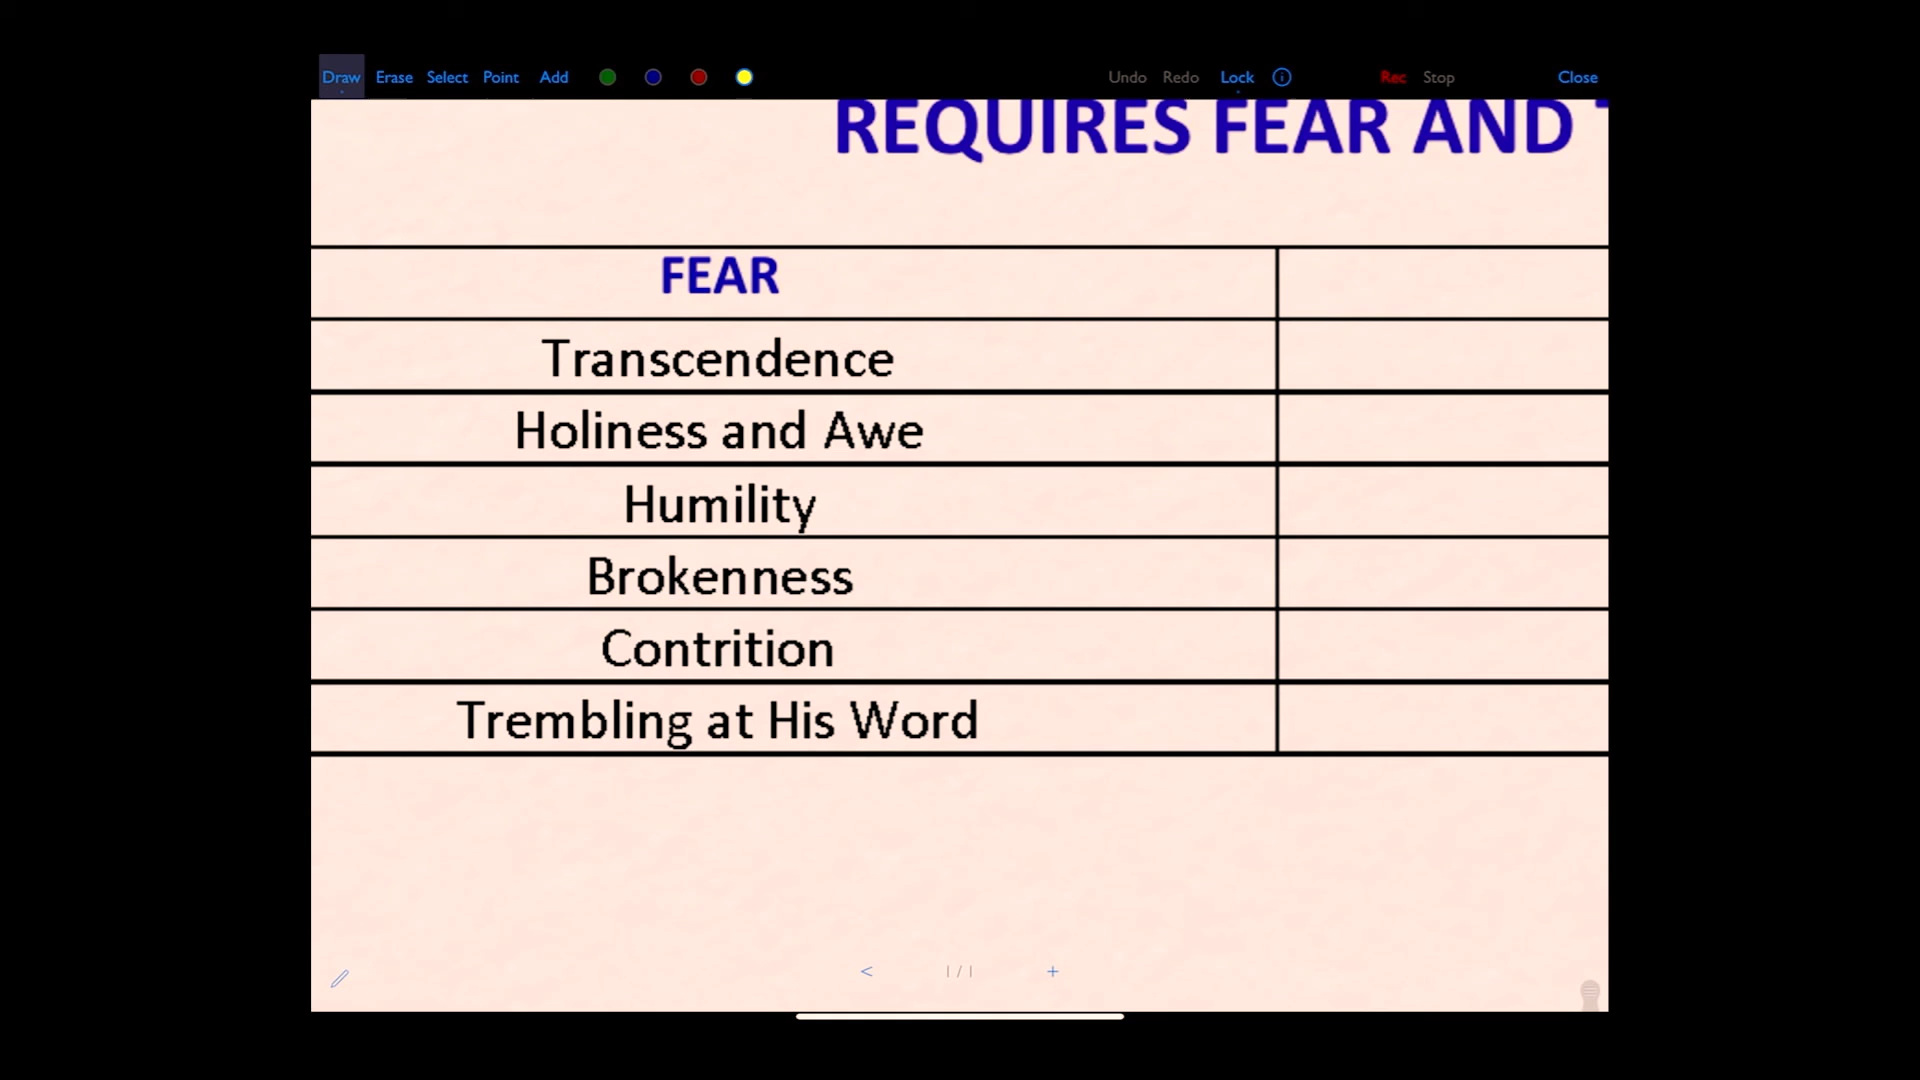 Draw Erase Select Point Add Undo Redo Lock Rec Stop Close
REQUIRES FEAR AND
FEAR
Transcendence
Holiness and Awe
Humility
Brokenness
Contrition
Trembling at His Word
< 1 / 1 +